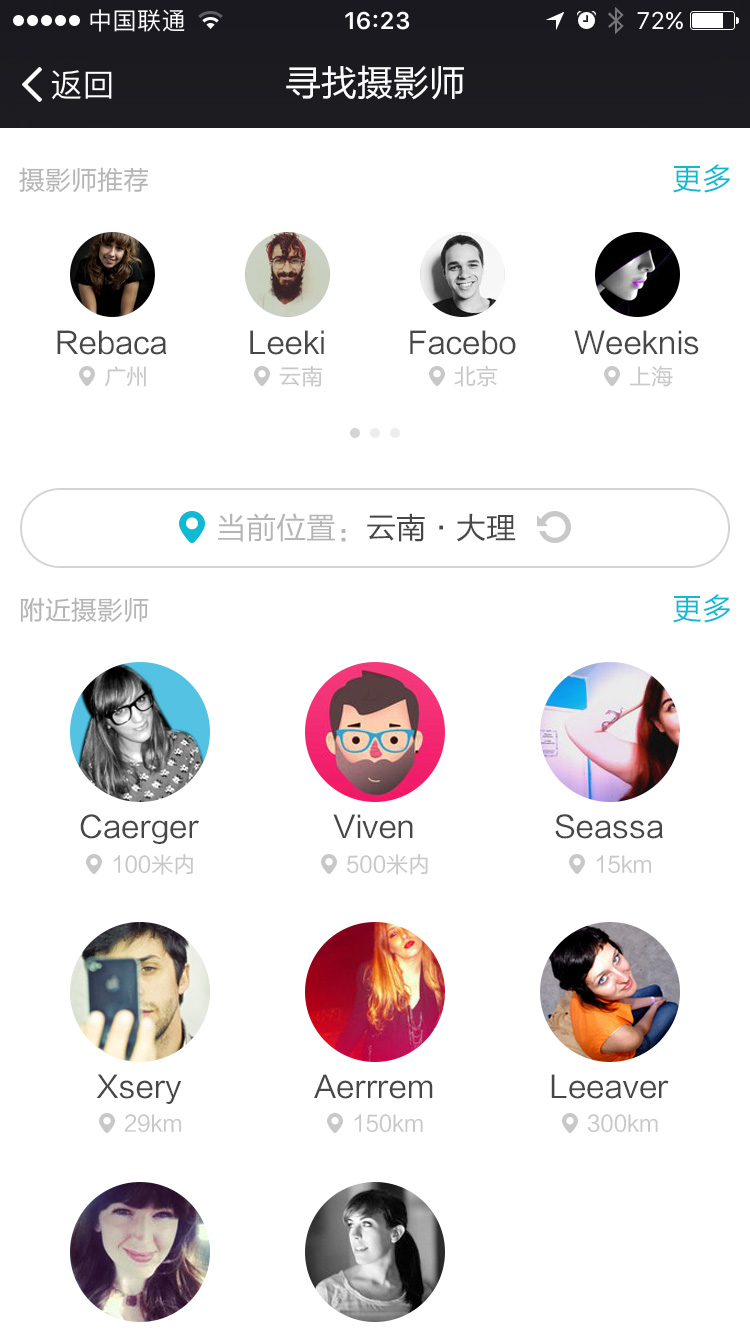 中国联通 16:23 72%
返回 寻找摄影师
摄影师推荐 更多
Rebaca Leeki Facebo Weeknis
广州 云南 北京 上海
当前位置：云南 · 大理
附近摄影师 更多
Caerger Viven Seassa
100米内 500米内 15km
Xsery Aerrrem Leeaver
29km 150km 300km